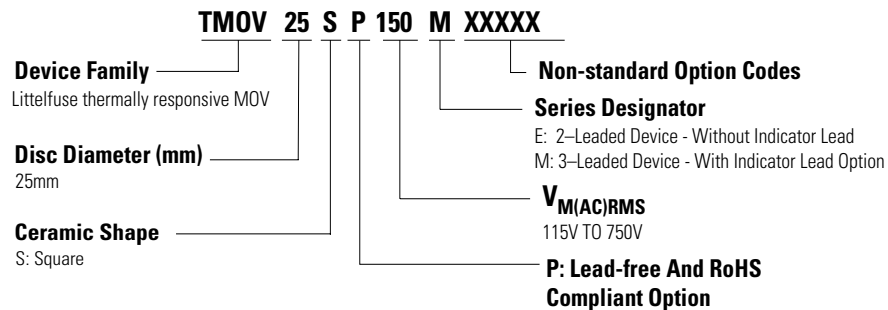 TMOV 25 S P 150 M XXXXX
Device Family
Littelfuse thermally responsive MOV
Disc Diameter (mm)
25mm
Ceramic Shape
S: Square
Non-standard Option Codes
Series Designator
E: 2–Leaded Device - Without Indicator Lead
M: 3–Leaded Device - With Indicator Lead Option
VM(AC)RMS
115V TO 750V
P: Lead-free And RoHS
Compliant Option